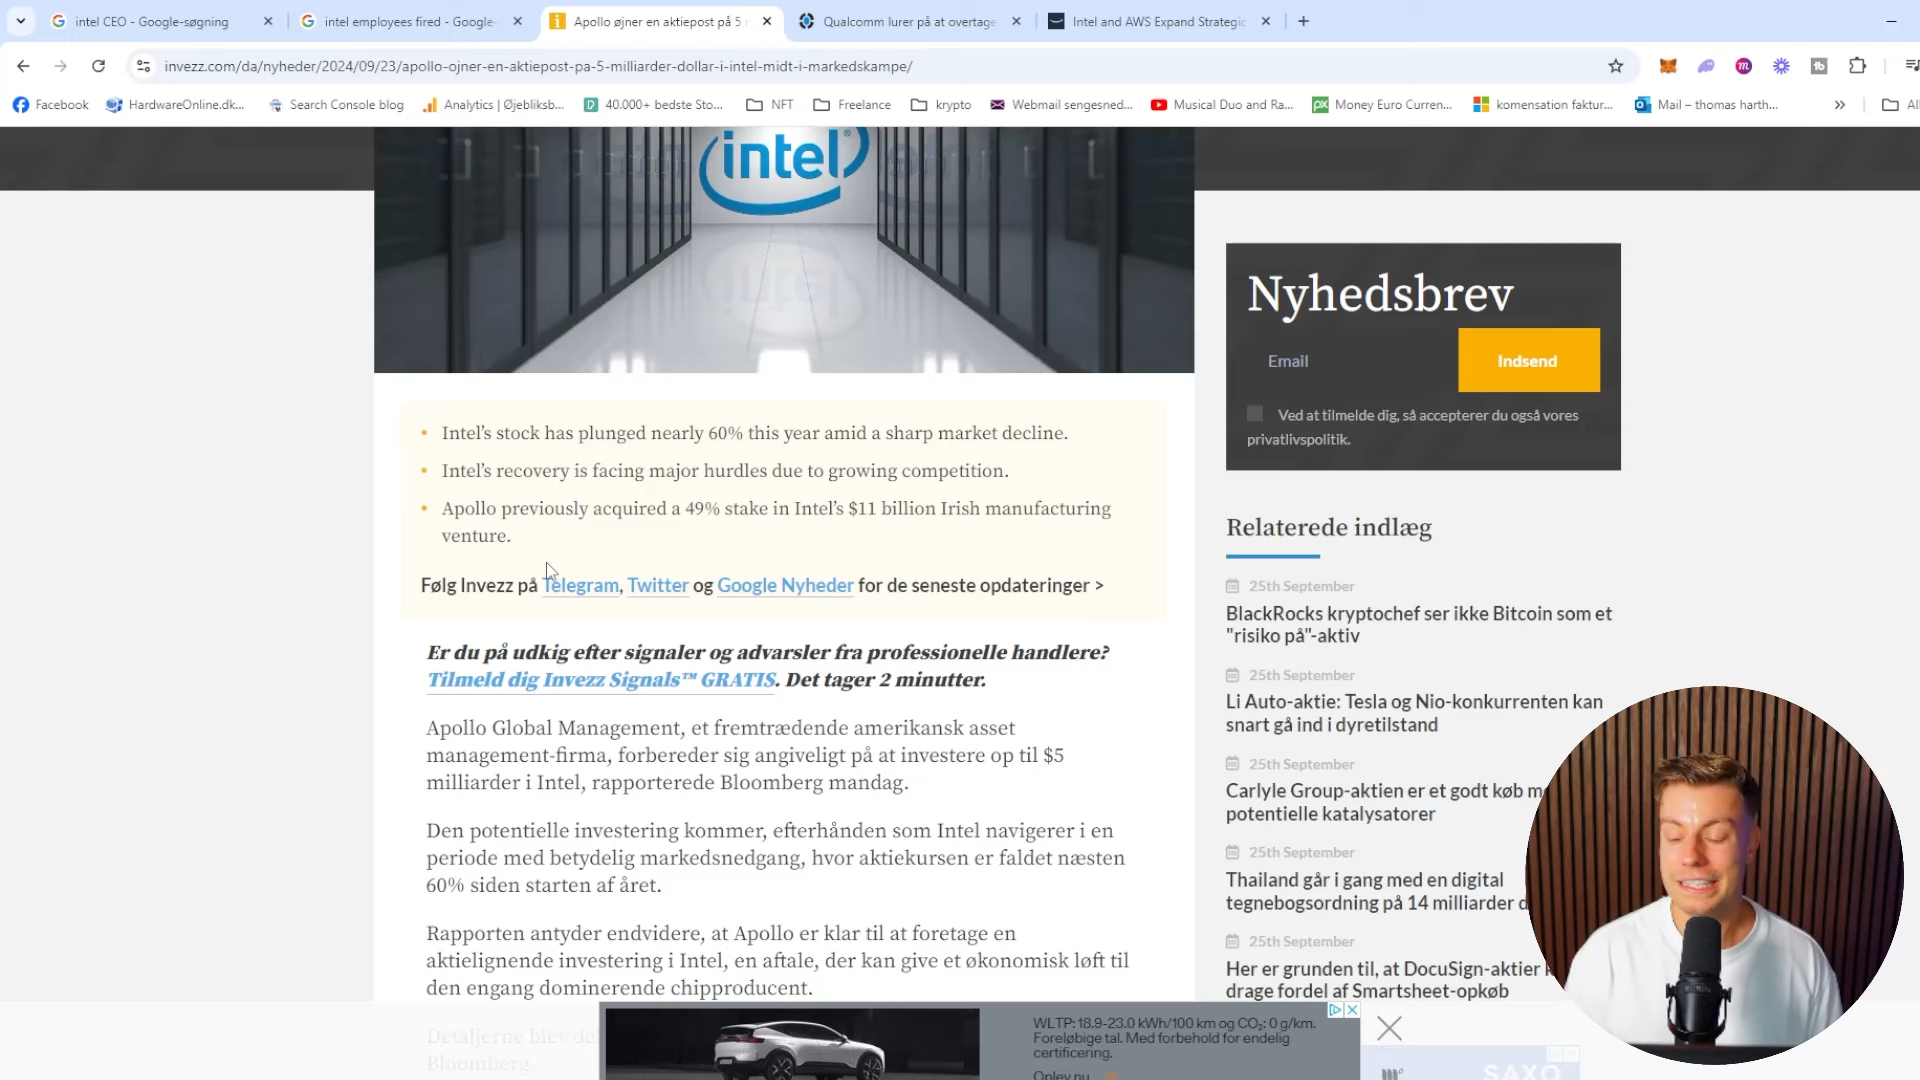 intel CEO - Google-søgning
intel employees fired - Google-
Apollo øjner en aktiepost på 5
Qualcomm lurer på at overtage
Intel and AWS Expand Strategic
invezz.com/da/nyheder/2024/09/23/apollo-ojner-en-aktiepost-pa-5-milliarder-dollar-i-intel-midt-i-markedskampe/
Facebook
HardwareOnline.dk...
Search Console blog
Analytics (Øjebliksb...
40.000+ bedste Sto...
NFT
Freelance
krypto
Webmail sengesned...
Musical Duo and Ra...
Money Euro Curren...
komensation faktur...
Mail – thomas harth...
intel
Intel’s stock has plunged nearly 60% this year amid a sharp market decline.
Intel’s recovery is facing major hurdles due to growing competition.
Apollo previously acquired a 49% stake in Intel’s $11 billion Irish manufacturing
venture.
Følg Invezz på Telegram, Twitter og Google Nyheder for de seneste opdateringer >
Er du på udkig efter signaler og advarsler fra professionelle handlere?
Tilmeld dig Invezz Signals™ GRATIS. Det tager 2 minutter.
Apollo Global Management, et fremtrædende amerikansk asset
management-firma, forbereder sig angiveligt på at investere op til $5
milliarder i Intel, rapporterede Bloomberg mandag.
Den potentielle investering kommer, efterhånden som Intel navigerer i en
periode med betydelig markedsnedgang, hvor aktiekursen er faldet næsten
60% siden starten af året.
Rapporten antyder endvidere, at Apollo er klar til at foretage en
aktielignende investering i Intel, en aftale, der kan give et økonomisk løft til
den engang dominerende chipproducent.
Detaljerne blev de
Bloomberg.
Nyhedsbrev
Email
Indsend
Ved at tilmelde dig, så accepterer du også vores
privatlivspolitik.
Relaterede indlæg
25th September
BlackRocks kryptochef ser ikke Bitcoin som et
"risiko på"-aktiv
25th September
Li Auto-aktie: Tesla og Nio-konkurrenten kan
snart gå ind i dyretilstand
25th September
Carlyle Group-aktien er et godt køb m
potentielle katalysatorer
25th September
Thailand går i gang med en digital
tegnebogsordning på 14 milliarder d
25th September
Her er grunden til, at DocuSign-aktier k
drage fordel af Smartsheet-opkøb
WLTP: 18.9-23.0 kWh/100 km og CO₂: 0 g/km.
Foreløbige tal. Med forbehold for endelig
certificering.
Oplev nu
SAXO